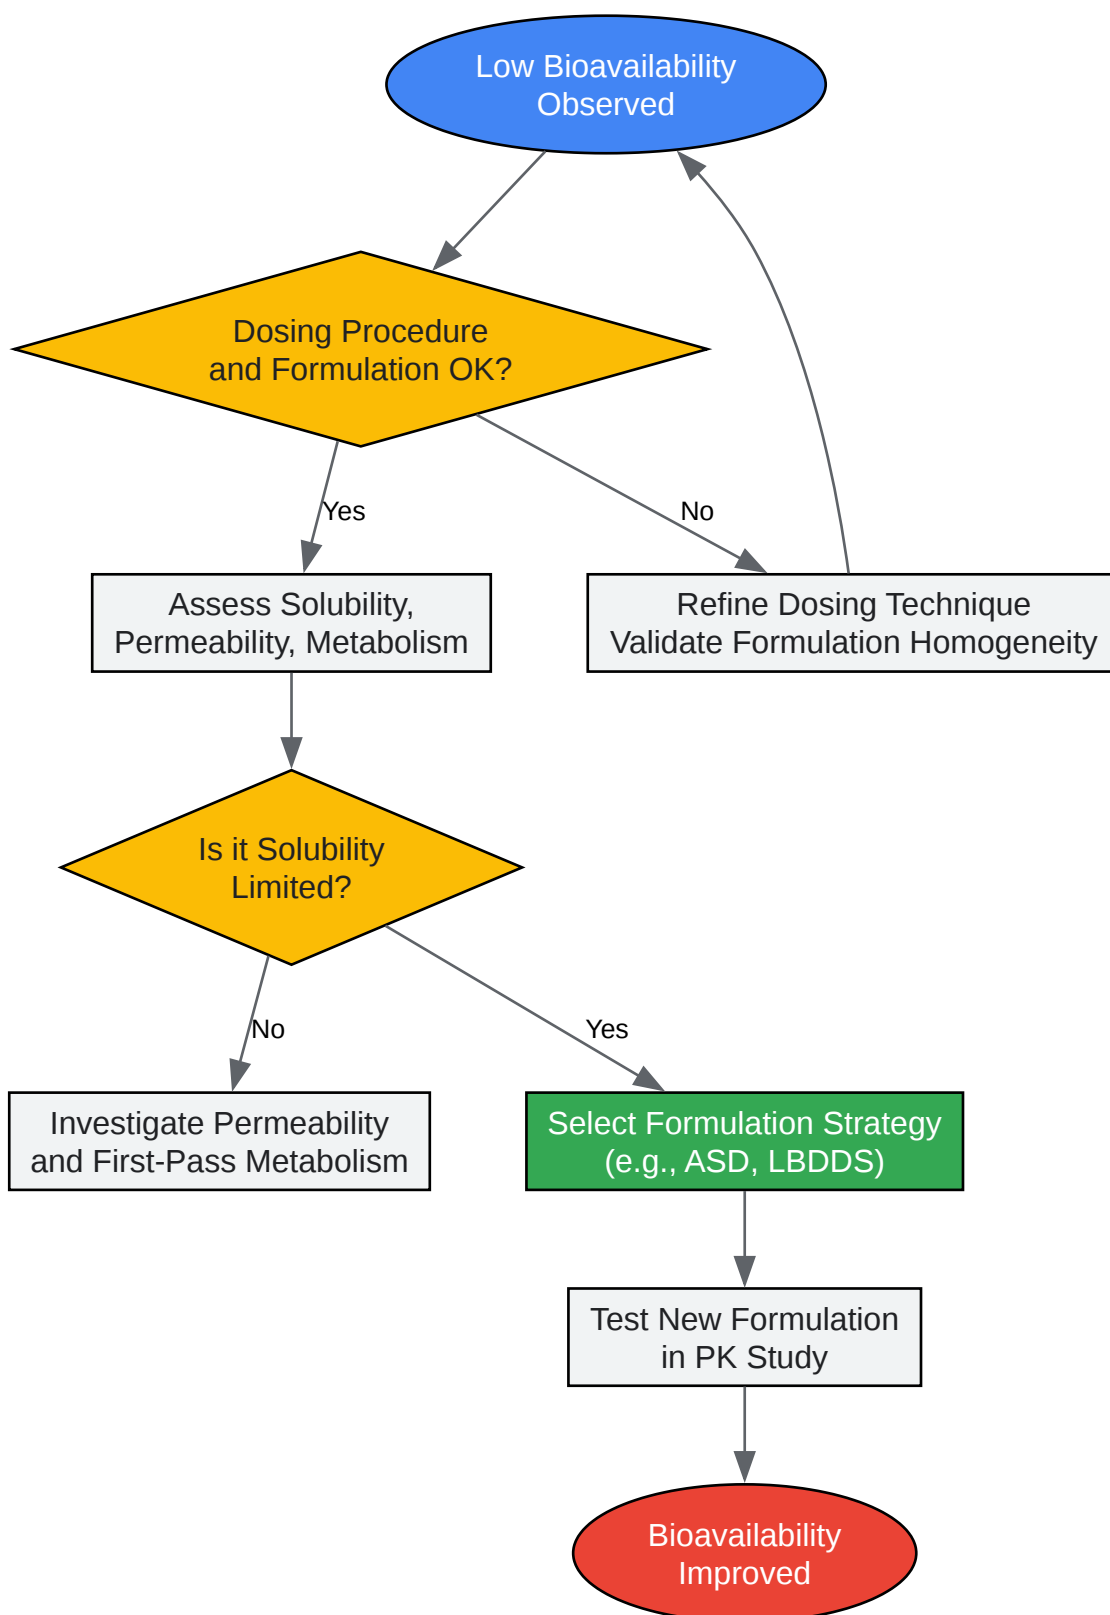 Low Bioavailability
Observed
Dosing Procedure
and Formulation OK?
Yes
No
Assess Solubility,
Permeability, Metabolism
Refine Dosing Technique
Validate Formulation Homogeneity
Is it Solubility
Limited?
No
Yes
Investigate Permeability
and First-Pass Metabolism
Select Formulation Strategy
(e.g., ASD, LBDDS)
Test New Formulation
in PK Study
Bioavailability
Improved